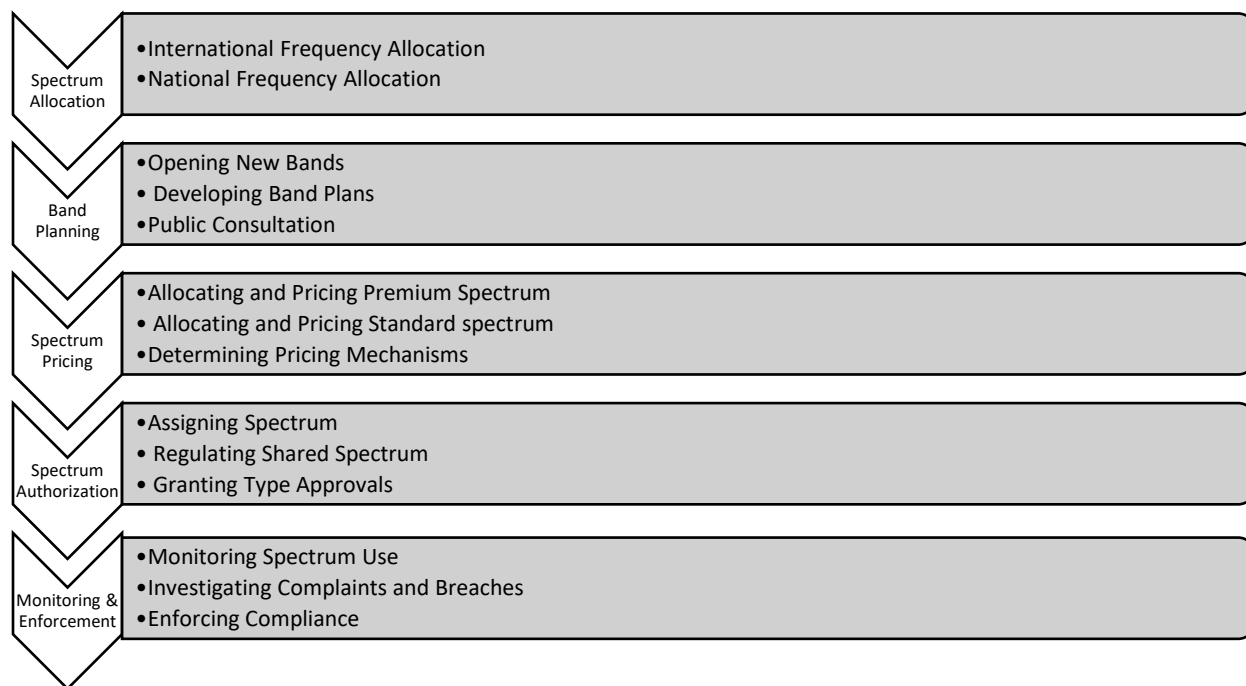 Spectrum
Allocation
•International Frequency Allocation
•National Frequency Allocation
Band
Planning
•Opening New Bands
• Developing Band Plans
•Public Consultation
Spectrum
Pricing
•Allocating and Pricing Premium Spectrum
• Allocating and Pricing Standard spectrum
•Determining Pricing Mechanisms
Spectrum
Authorization
•Assigning Spectrum
• Regulating Shared Spectrum
• Granting Type Approvals
Monitoring &
Enforcement
•Monitoring Spectrum Use
•Investigating Complaints and Breaches
•Enforcing Compliance